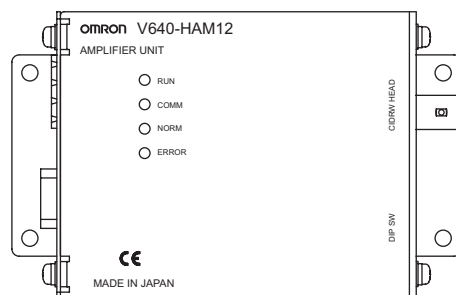 OMRON V640-HAM12
AMPLIFIER UNIT
RUN
COMM
NORM
ERROR
CIDRW HEAD
DIP SW
CE
MADE IN JAPAN